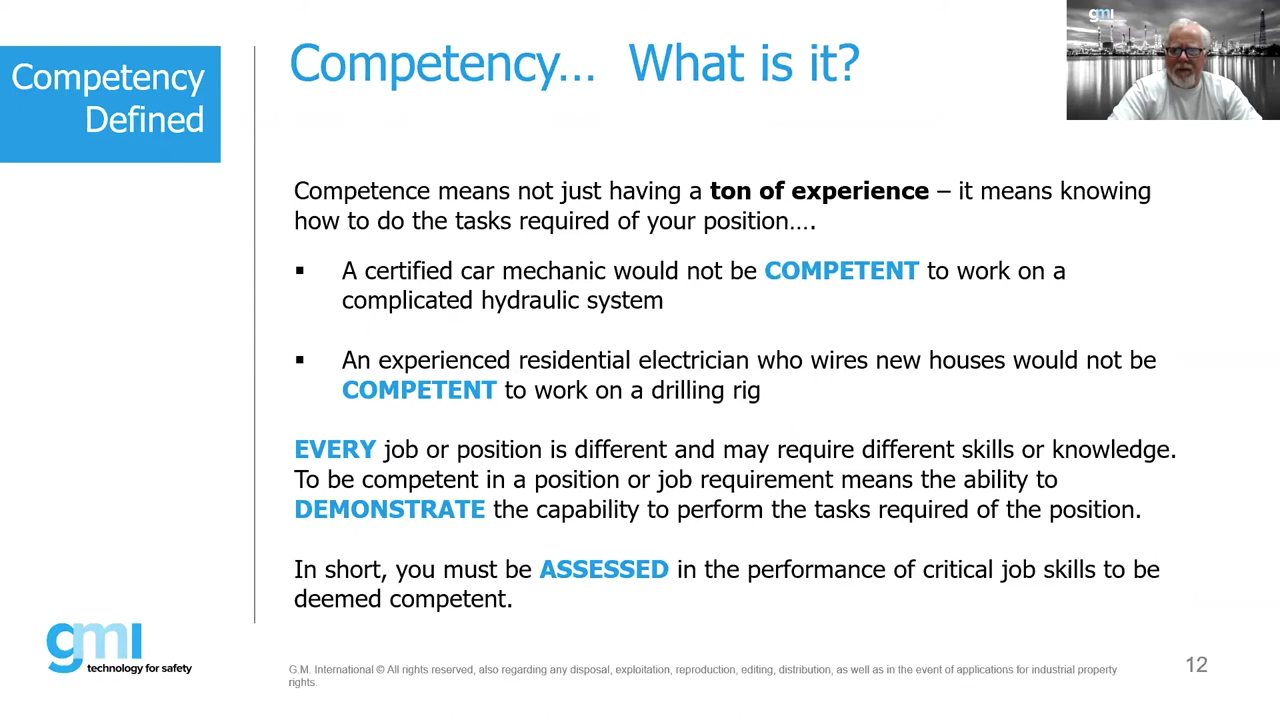 Competency
Defined
Competency... What is it?
gmi
Competence means not just having a ton of experience – it means knowing
how to do the tasks required of your position....
▪ A certified car mechanic would not be COMPETENT to work on a
complicated hydraulic system
▪ An experienced residential electrician who wires new houses would not be
COMPETENT to work on a drilling rig
EVERY job or position is different and may require different skills or knowledge.
To be competent in a position or job requirement means the ability to
DEMONSTRATE the capability to perform the tasks required of the position.
In short, you must be ASSESSED in the performance of critical job skills to be
deemed competent.
gmi
technology for safety
G.M. International © All rights reserved, also regarding any disposal, exploitation, reproduction, editing, distribution, as well as in the event of applications for industrial property
rights.
12